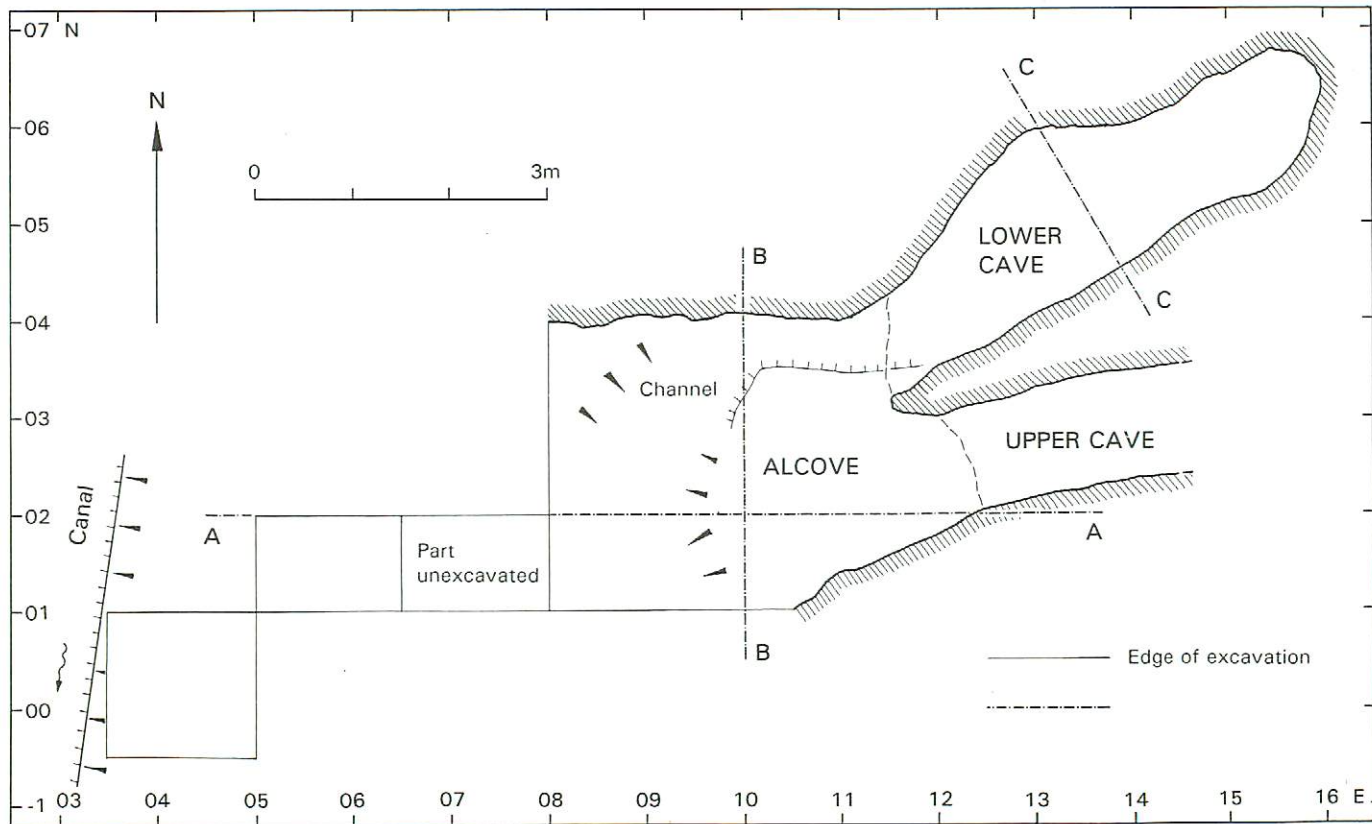 07 N
06
05
04
03
02
01
00
-1
N
0 3m
C
C
LOWER
CAVE
B
B
Channel
ALCOVE
UPPER CAVE
A
A
Canal
Part
unexcavated
Edge of excavation
03 04 05 06 07 08 09 10 11 12 13 14 15 16 E.